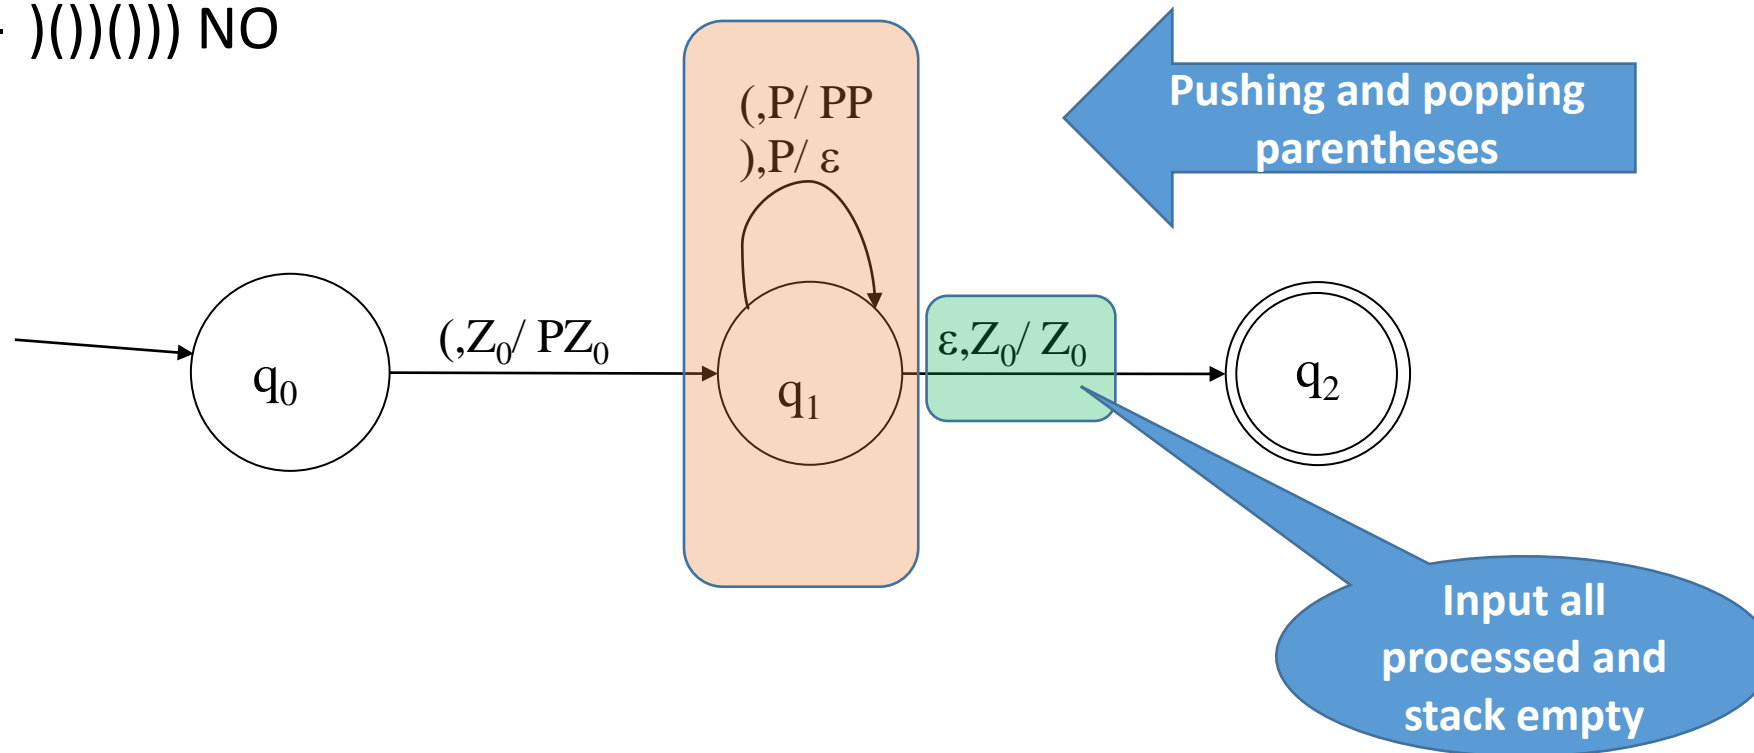 - )())())) NO
(,P/ PP
),P/ ε
Pushing and popping
parentheses
(,Z₀/ PZ₀
ε,Z₀/ Z₀
q₀
q₁
q₂
Input all
processed and
stack empty